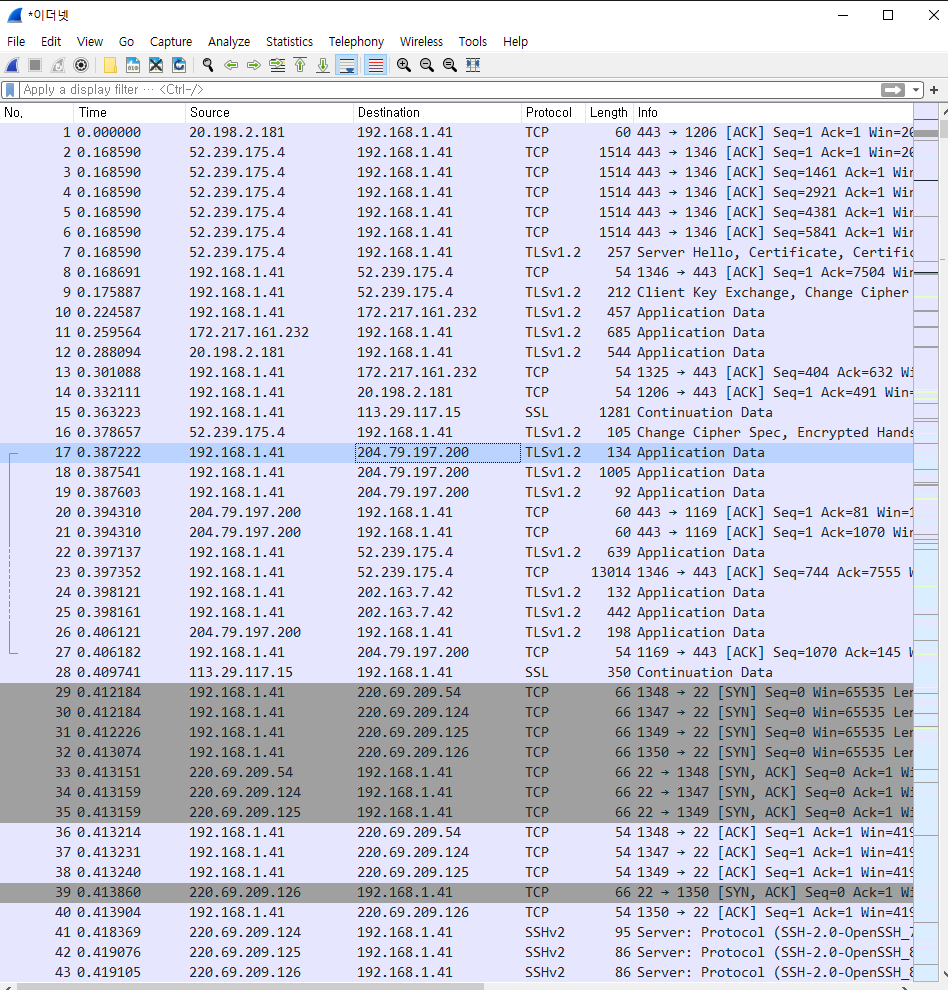 *이더넷
File Edit View Go Capture Analyze Statistics Telephony Wireless Tools Help
Apply a display filter ··· <Ctrl-/>
No. Time Source Destination Protocol Length Info
1 0.000000 20.198.2.181 192.168.1.41 TCP 60 443 → 1206 [ACK] Seq=1 Ack=1 Win=20
2 0.168590 52.239.175.4 192.168.1.41 TCP 1514 443 → 1346 [ACK] Seq=1 Ack=1 Win=20
3 0.168590 52.239.175.4 192.168.1.41 TCP 1514 443 → 1346 [ACK] Seq=1461 Ack=1 Win
4 0.168590 52.239.175.4 192.168.1.41 TCP 1514 443 → 1346 [ACK] Seq=2921 Ack=1 Win
5 0.168590 52.239.175.4 192.168.1.41 TCP 1514 443 → 1346 [ACK] Seq=4381 Ack=1 Win
6 0.168590 52.239.175.4 192.168.1.41 TCP 1514 443 → 1346 [ACK] Seq=5841 Ack=1 Win
7 0.168590 52.239.175.4 192.168.1.41 TLSv1.2 257 Server Hello, Certificate, Certific
8 0.168691 192.168.1.41 52.239.175.4 TCP 54 1346 → 443 [ACK] Seq=1 Ack=7504 Win
9 0.175887 192.168.1.41 52.239.175.4 TLSv1.2 212 Client Key Exchange, Change Cipher
10 0.224587 192.168.1.41 172.217.161.232 TLSv1.2 457 Application Data
11 0.259564 172.217.161.232 192.168.1.41 TLSv1.2 685 Application Data
12 0.288094 20.198.2.181 192.168.1.41 TLSv1.2 544 Application Data
13 0.301088 192.168.1.41 172.217.161.232 TCP 54 1325 → 443 [ACK] Seq=404 Ack=632 Wi
14 0.332111 192.168.1.41 20.198.2.181 TCP 54 1206 → 443 [ACK] Seq=1 Ack=491 Win=
15 0.363223 192.168.1.41 113.29.117.15 SSL 1281 Continuation Data
16 0.378657 52.239.175.4 192.168.1.41 TLSv1.2 105 Change Cipher Spec, Encrypted Hands
17 0.387222 192.168.1.41 204.79.197.200 TLSv1.2 134 Application Data
18 0.387541 192.168.1.41 204.79.197.200 TLSv1.2 1005 Application Data
19 0.387603 192.168.1.41 204.79.197.200 TLSv1.2 92 Application Data
20 0.394310 204.79.197.200 192.168.1.41 TCP 60 443 → 1169 [ACK] Seq=1 Ack=81 Win=1
21 0.394310 204.79.197.200 192.168.1.41 TCP 60 443 → 1169 [ACK] Seq=1 Ack=1070 Win
22 0.397137 192.168.1.41 52.239.175.4 TLSv1.2 639 Application Data
23 0.397352 192.168.1.41 52.239.175.4 TCP 13014 1346 → 443 [ACK] Seq=744 Ack=7555 W
24 0.398121 192.168.1.41 202.163.7.42 TLSv1.2 132 Application Data
25 0.398161 192.168.1.41 202.163.7.42 TLSv1.2 442 Application Data
26 0.406121 204.79.197.200 192.168.1.41 TLSv1.2 198 Application Data
27 0.406182 192.168.1.41 204.79.197.200 TCP 54 1169 → 443 [ACK] Seq=1070 Ack=145 W
28 0.409741 113.29.117.15 192.168.1.41 SSL 350 Continuation Data
29 0.412184 192.168.1.41 220.69.209.54 TCP 66 1348 → 22 [SYN] Seq=0 Win=65535 Len
30 0.412184 192.168.1.41 220.69.209.124 TCP 66 1347 → 22 [SYN] Seq=0 Win=65535 Len
31 0.412226 192.168.1.41 220.69.209.125 TCP 66 1349 → 22 [SYN] Seq=0 Win=65535 Len
32 0.413074 192.168.1.41 220.69.209.126 TCP 66 1350 → 22 [SYN] Seq=0 Win=65535 Len
33 0.413151 220.69.209.54 192.168.1.41 TCP 66 22 → 1348 [SYN, ACK] Seq=0 Ack=1 Wi
34 0.413159 220.69.209.124 192.168.1.41 TCP 66 22 → 1347 [SYN, ACK] Seq=0 Ack=1 Wi
35 0.413159 220.69.209.125 192.168.1.41 TCP 66 22 → 1349 [SYN, ACK] Seq=0 Ack=1 Wi
36 0.413214 192.168.1.41 220.69.209.54 TCP 54 1348 → 22 [ACK] Seq=1 Ack=1 Win=419
37 0.413231 192.168.1.41 220.69.209.124 TCP 54 1347 → 22 [ACK] Seq=1 Ack=1 Win=419
38 0.413240 192.168.1.41 220.69.209.125 TCP 54 1349 → 22 [ACK] Seq=1 Ack=1 Win=419
39 0.413860 220.69.209.126 192.168.1.41 TCP 66 22 → 1350 [SYN, ACK] Seq=0 Ack=1 Wi
40 0.413904 192.168.1.41 220.69.209.126 TCP 54 1350 → 22 [ACK] Seq=1 Ack=1 Win=419
41 0.418369 220.69.209.124 192.168.1.41 SSHv2 95 Server: Protocol (SSH-2.0-OpenSSH_7
42 0.419076 220.69.209.125 192.168.1.41 SSHv2 86 Server: Protocol (SSH-2.0-OpenSSH_8
43 0.419105 220.69.209.126 192.168.1.41 SSHv2 86 Server: Protocol (SSH-2.0-OpenSSH_8